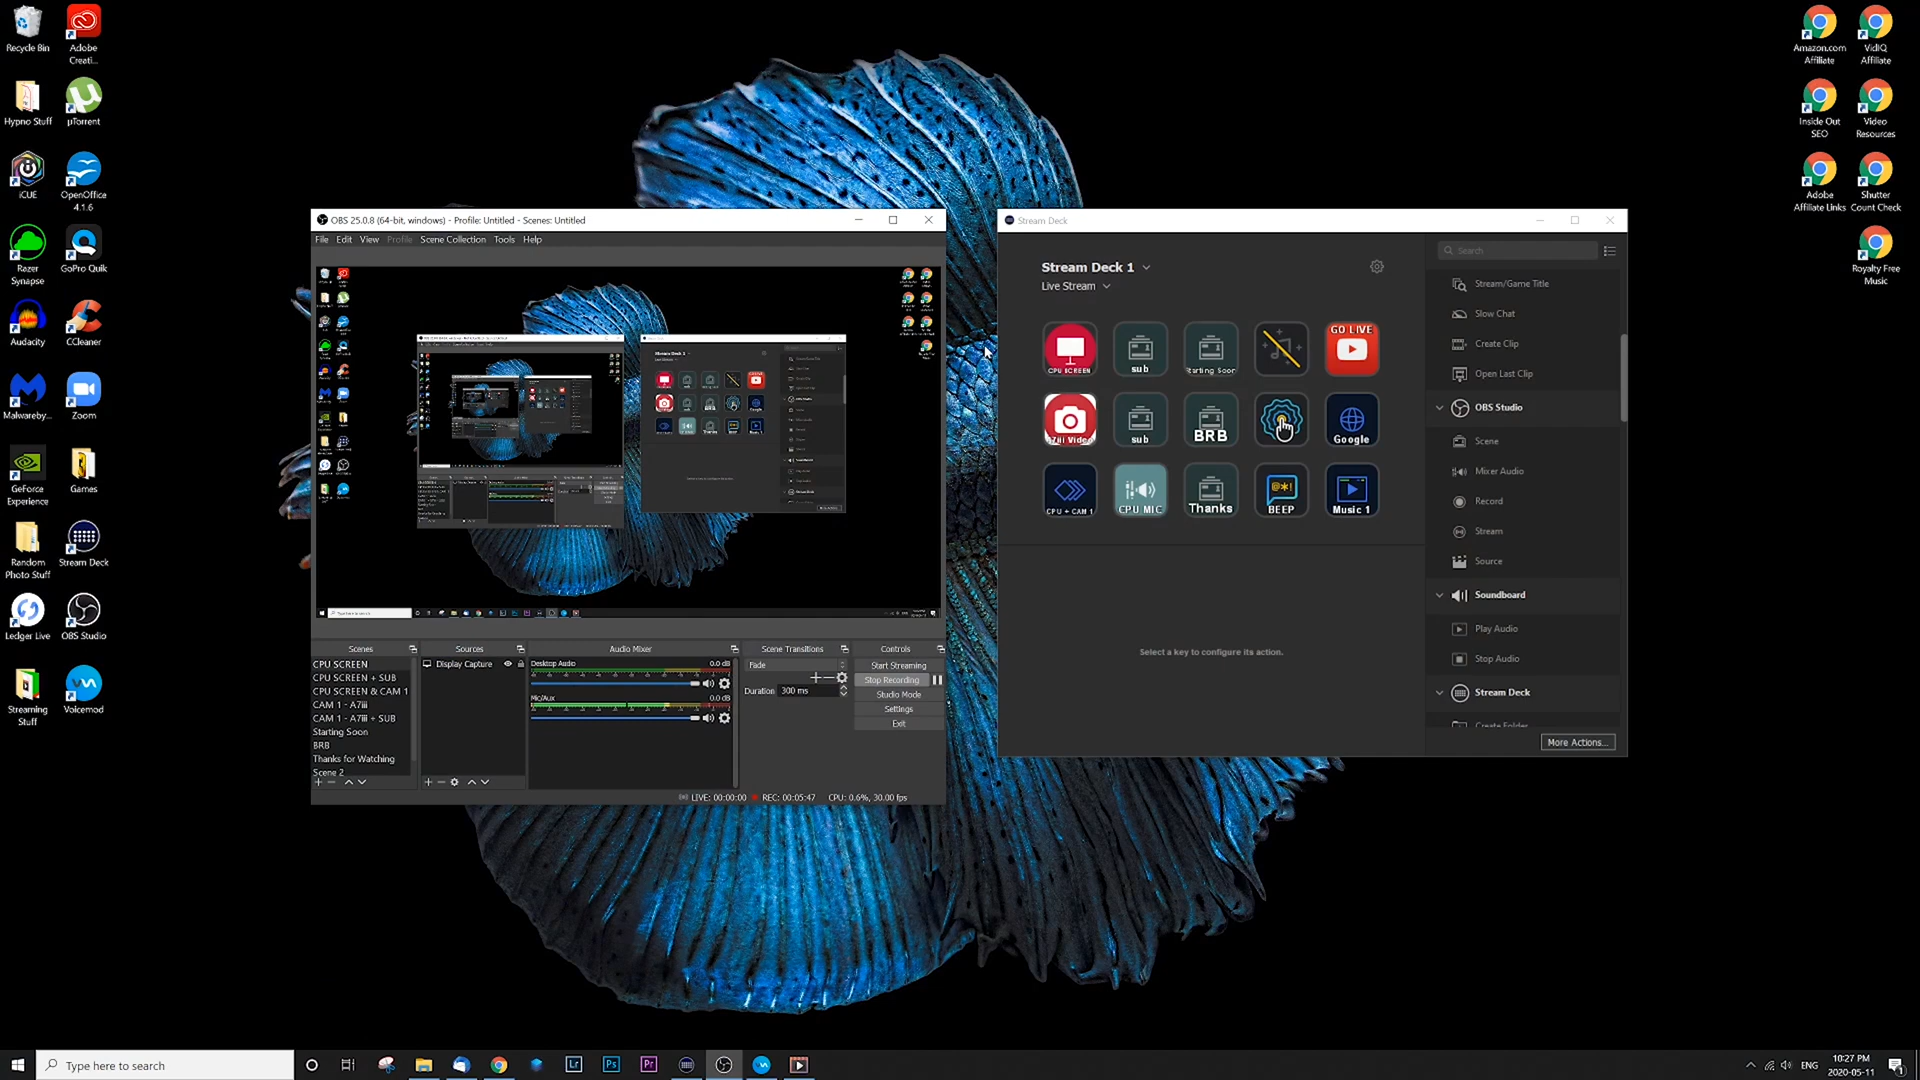 Recycle Bin
Adobe
Creati...
Hypno Stuff
µTorrent
iCUE
OpenOffice
4.1.6
Razer
Synapse
GoPro Quik
Audacity
CCleaner
Malwareby...
Zoom
GeForce
Experience
Games
Random
Photo Stuff
Stream Deck
Ledger Live
OBS Studio
Streaming
Stuff
Voicemod
Amazon.com
Affiliate
VidIQ
Affiliate
Inside Out
SEO
Video
Resources
Adobe
Affiliate Links
Shutter
Count Check
Royalty Free
Music
OBS 25.0.8 (64-bit, windows) - Profile: Untitled - Scenes: Untitled
File Edit View Profile Scene Collection Tools Help
Scenes
CPU SCREEN
CPU SCREEN + SUB
CPU SCREEN & CAM 1
CAM 1 - A7iii
CAM 1 - A7iii + SUB
Starting Soon
BRB
Thanks for Watching
Scene 2
Sources
Display Capture
Audio Mixer
Desktop Audio 0.0 dB
Mic/Aux 0.0 dB
Scene Transitions
Fade
Duration 300 ms
Controls
Start Streaming
Stop Recording
Studio Mode
Settings
Exit
LIVE: 00:00:00 REC: 00:05:47 CPU: 0.6%, 30.00 fps
Stream Deck
Stream Deck 1
Live Stream
CPU SCREEN
sub
Starting Soon
GO LIVE
A7iii Video
sub
BRB
Google
CPU + CAM 1
CPU MIC
Thanks
@*!
BEEP
Music 1
Select a key to configure its action.
Search
Stream/Game Title
Slow Chat
Create Clip
Open Last Clip
OBS Studio
Scene
Mixer Audio
Record
Stream
Source
Soundboard
Play Audio
Stop Audio
Stream Deck
Create Folder
More Actions...
Type here to search
Lr
Ps
Pr
ENG
10:27 PM
2020-05-11
1